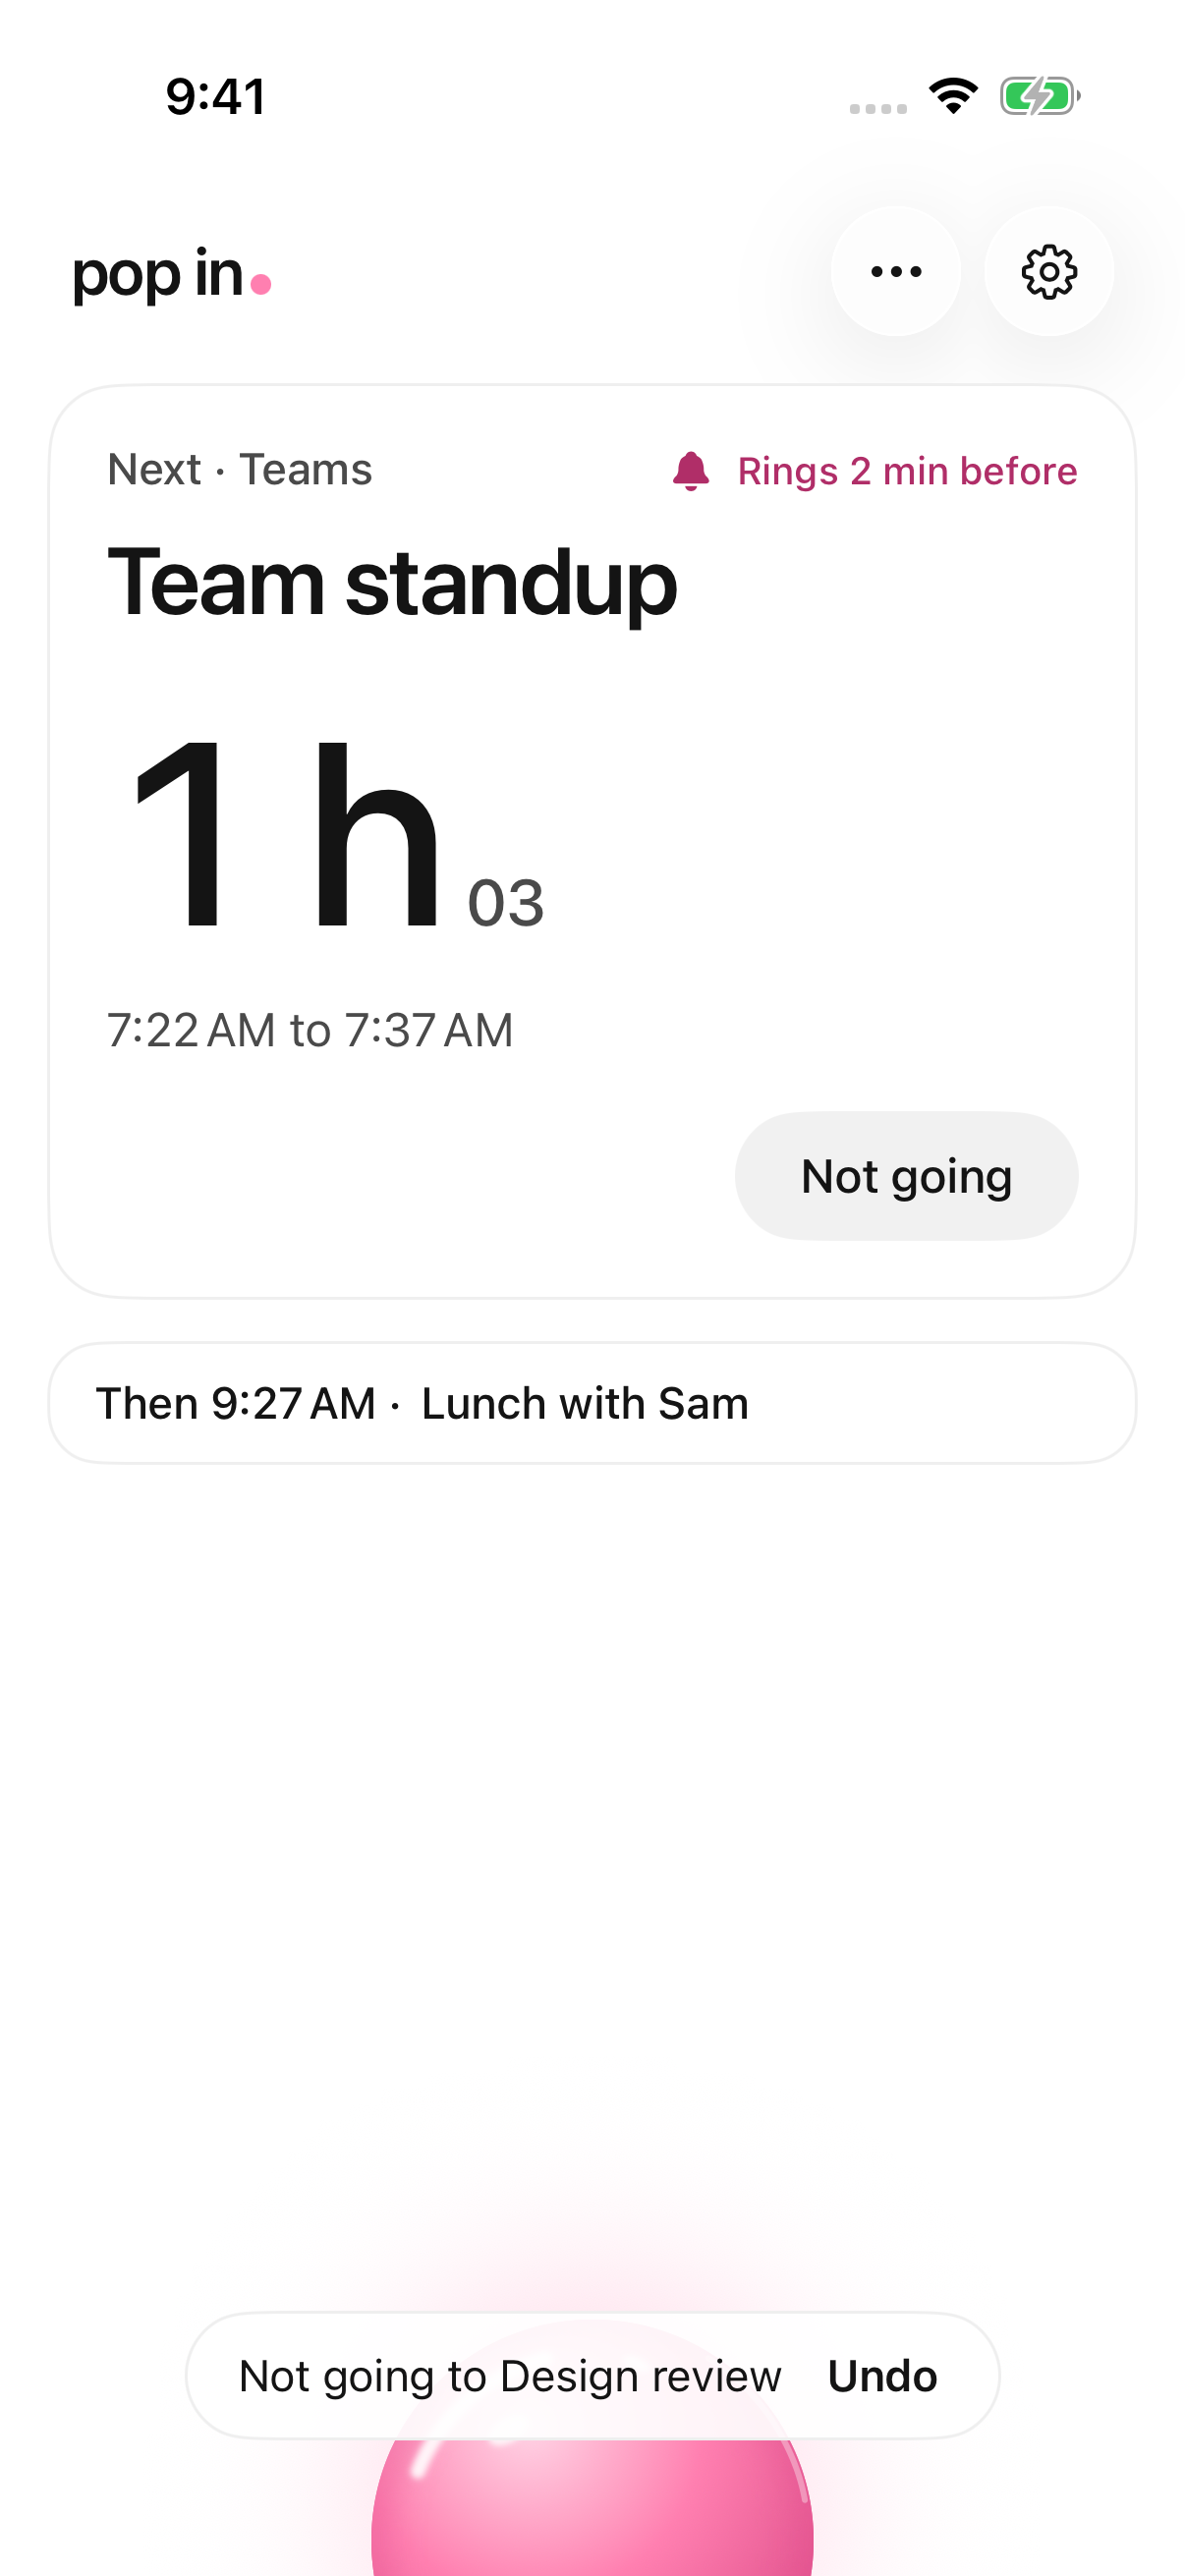 9:41
pop in
Next · Teams
Rings 2 min before
Team standup
1 h 03
7:22 AM to 7:37 AM
Not going
Then 9:27 AM · Lunch with Sam
Not going to Design review Undo